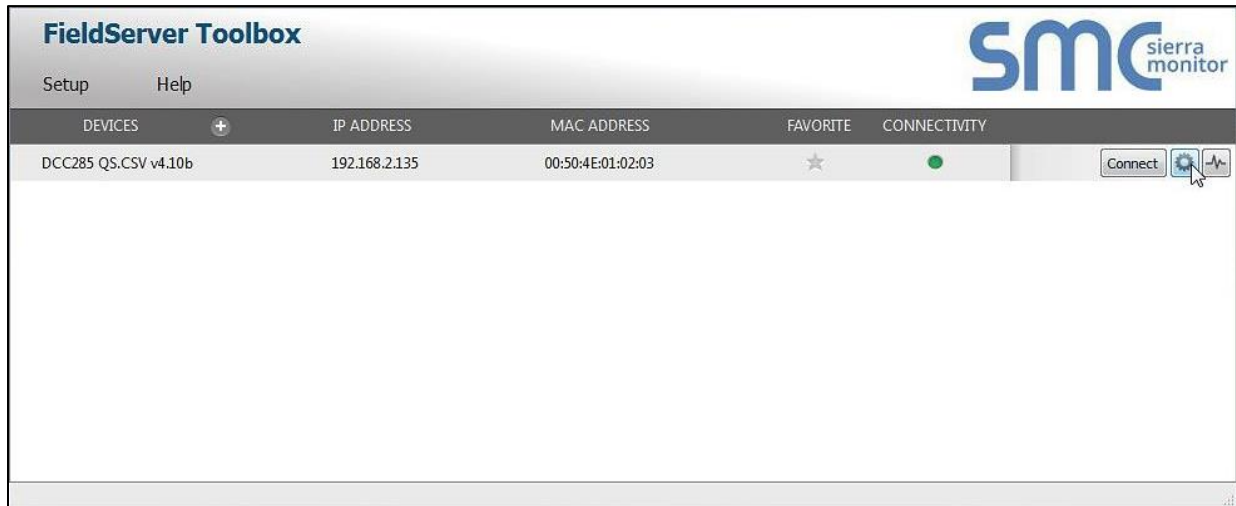 FieldServer Toolbox
smc sierra monitor
Setup Help
DEVICES IP ADDRESS MAC ADDRESS FAVORITE CONNECTIVITY
DCC285 QS.CSV v4.10b 192.168.2.135 00:50:4E:01:02:03 Connect